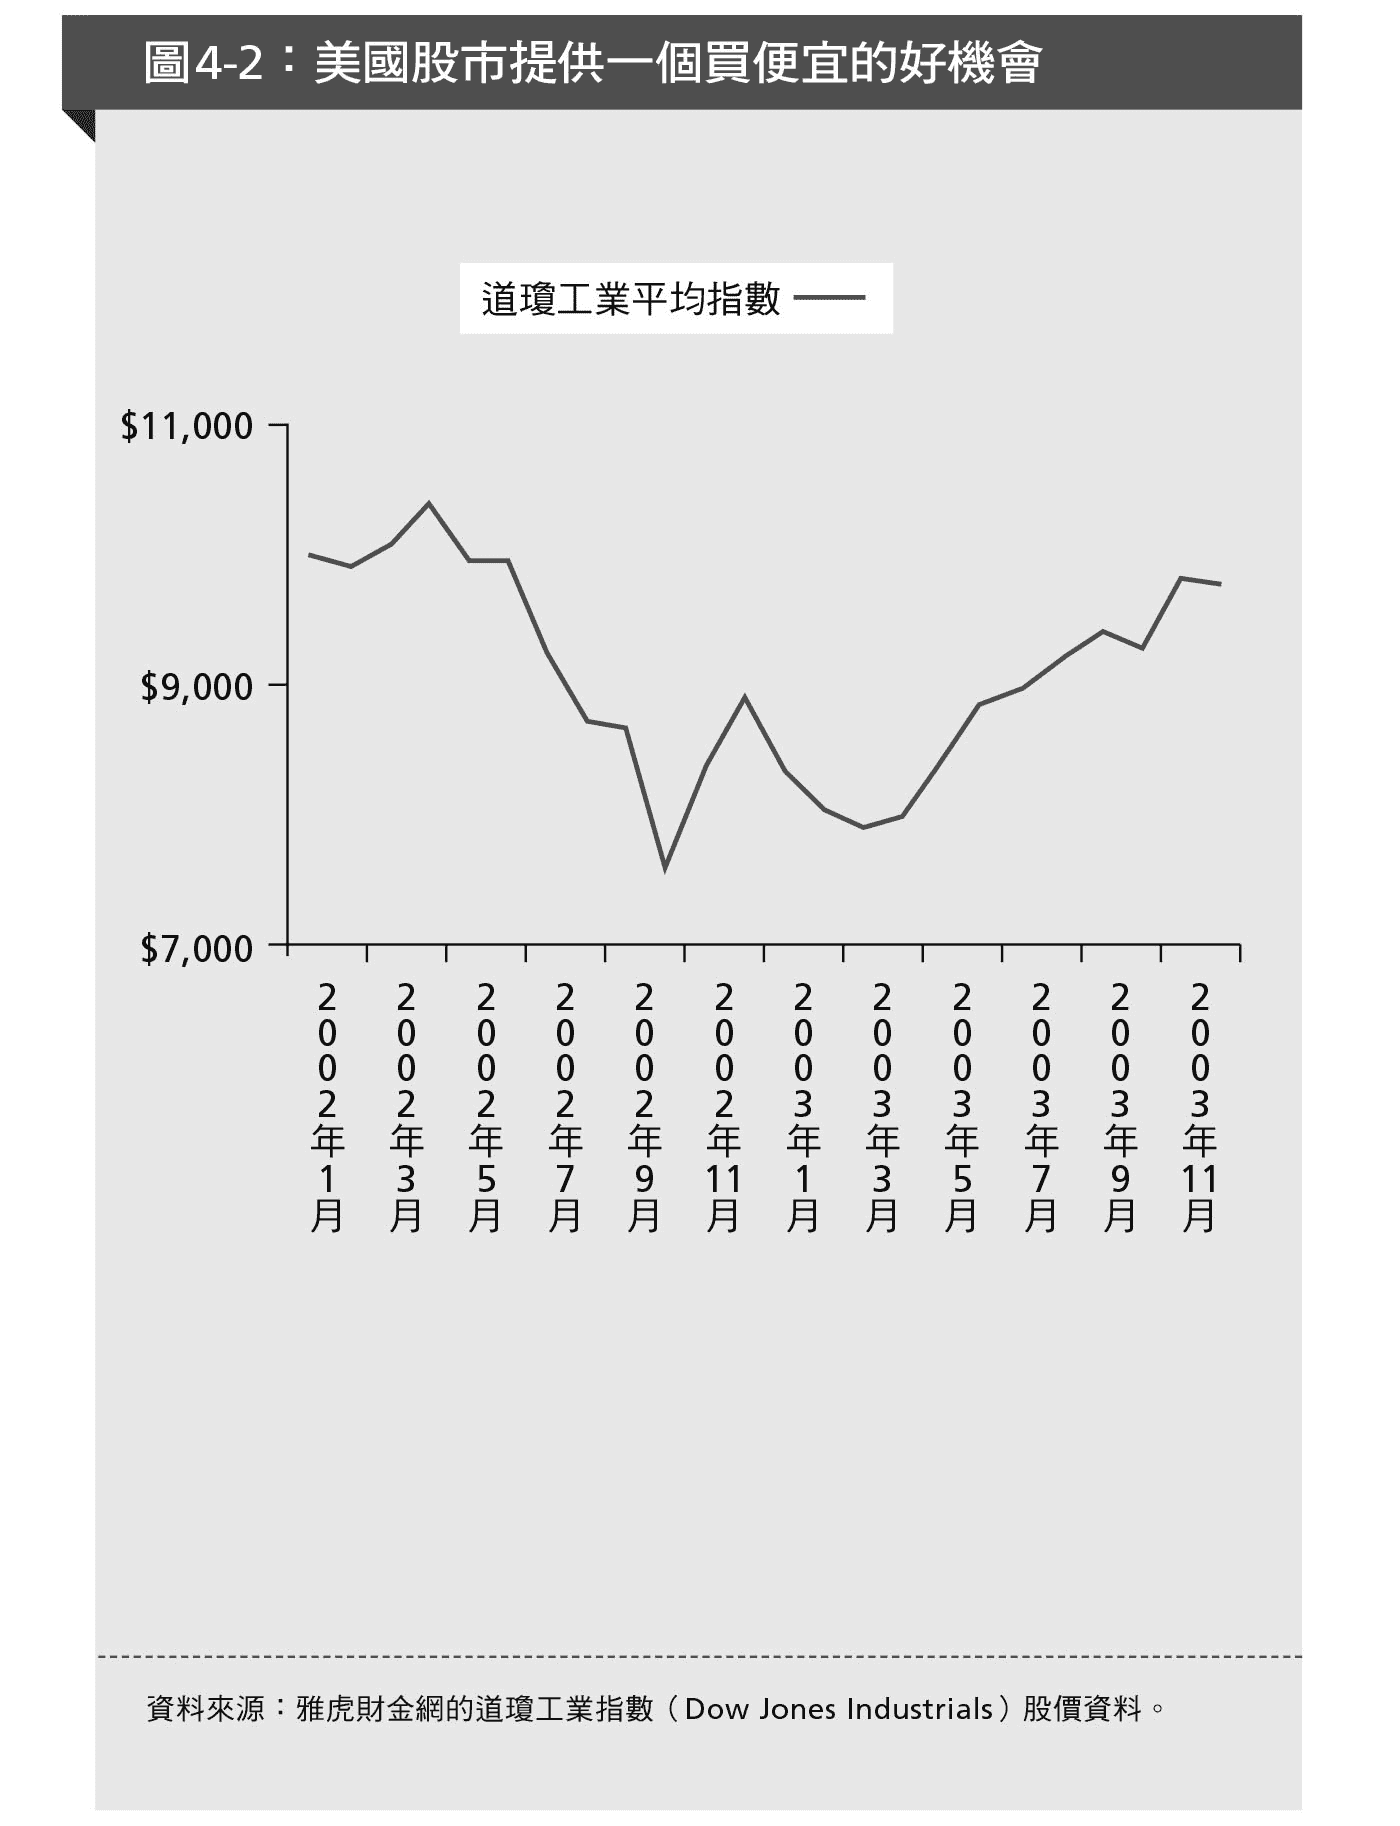 圖4-2：美國股市提供一個買便宜的好機會
道瓊工業平均指數
$11,000
$9,000
$7,000
2002年1月
2002年3月
2002年5月
2002年7月
2002年9月
2002年11月
2003年1月
2003年3月
2003年5月
2003年7月
2003年9月
2003年11月
資料來源：雅虎財金網的道瓊工業指數（Dow Jones Industrials）股價資料。